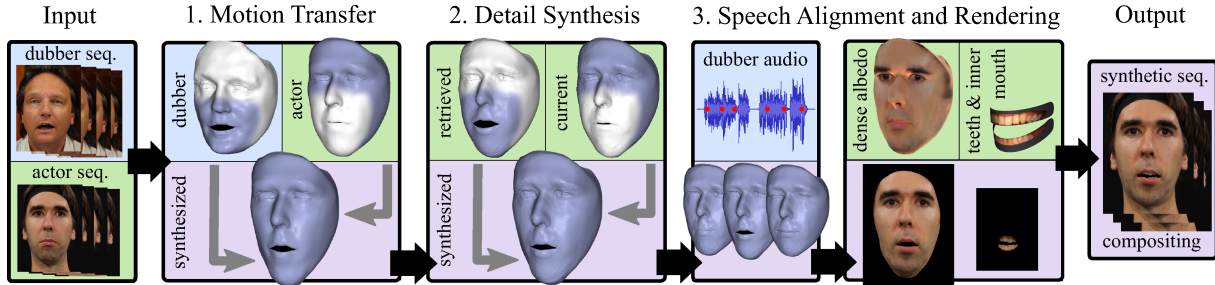 Input
dubber seq.
actor seq.
1. Motion Transfer
dubber
actor
synthesized
2. Detail Synthesis
retrieved
current
synthesized
3. Speech Alignment and Rendering
dubber audio
dense albedo
teeth & inner
mouth
Output
synthetic seq.
compositing